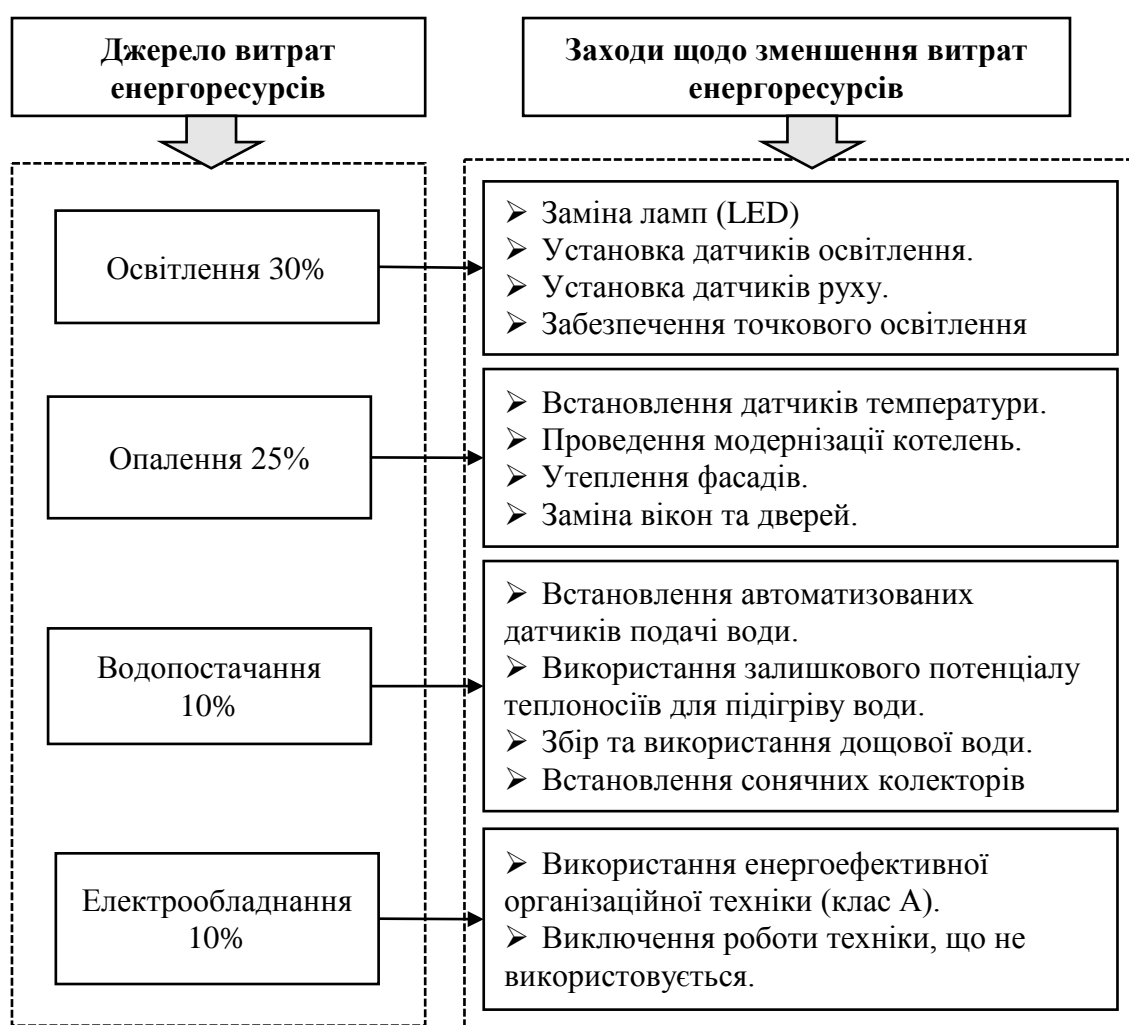 Джерело витрат
енергоресурсів
Заходи щодо зменшення витрат
енергоресурсів
Освітлення 30%
➢ Заміна ламп (LED)
➢ Установка датчиків освітлення.
➢ Установка датчиків руху.
➢ Забезпечення точкового освітлення
Опалення 25%
➢ Встановлення датчиків температури.
➢ Проведення модернізації котелень.
➢ Утеплення фасадів.
➢ Заміна вікон та дверей.
Водопостачання
10%
➢ Встановлення автоматизованих
датчиків подачі води.
➢ Використання залишкового потенціалу
теплоносіїв для підігріву води.
➢ Збір та використання дощової води.
➢ Встановлення сонячних колекторів
Електрообладнання
10%
➢ Використання енергоефективної
організаційної техніки (клас А).
➢ Виключення роботи техніки, що не
використовується.